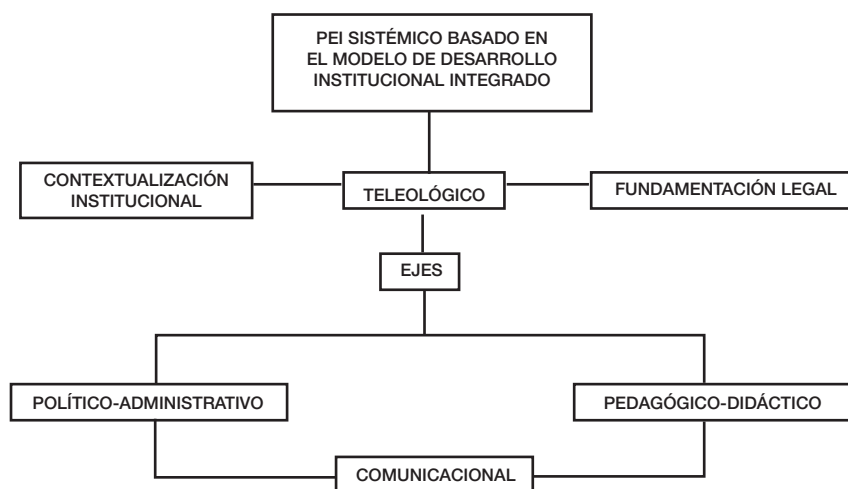 PEI SISTÉMICO BASADO EN
EL MODELO DE DESARROLLO
INSTITUCIONAL INTEGRADO
CONTEXTUALIZACIÓN
INSTITUCIONAL
TELEOLÓGICO
FUNDAMENTACIÓN LEGAL
EJES
POLÍTICO-ADMINISTRATIVO
PEDAGÓGICO-DIDÁCTICO
COMUNICACIONAL